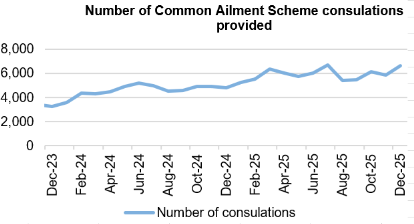 Number of Common Ailment Scheme consulations
provided
8,000
6,000
4,000
2,000
0
Dec-23
Feb-24
Apr-24
Jun-24
Aug-24
Oct-24
Dec-24
Feb-25
Apr-25
Jun-25
Aug-25
Oct-25
Dec-25
Number of consulations